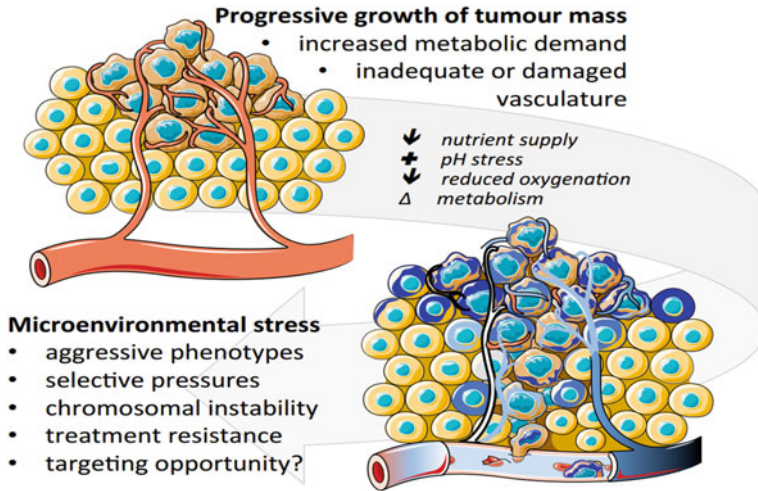 Progressive growth of tumour mass
• increased metabolic demand
• inadequate or damaged
vasculature
🡻 nutrient supply
✚ pH stress
🡻 reduced oxygenation
Δ metabolism
Microenvironmental stress
• aggressive phenotypes
• selective pressures
• chromosomal instability
• treatment resistance
• targeting opportunity?